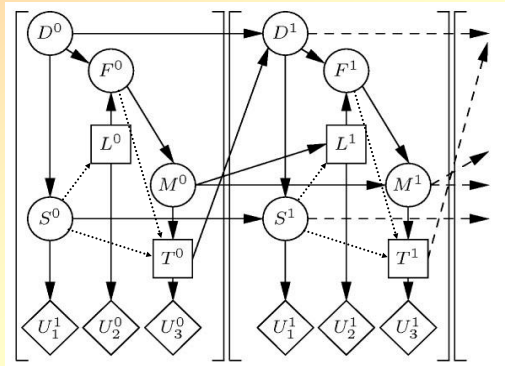 D⁰ D¹
F⁰ F¹
L⁰ L¹
M⁰ M¹
S⁰ S¹
T⁰ T¹
U₁¹ U₂⁰ U₃⁰ U₁¹ U₂¹ U₃¹